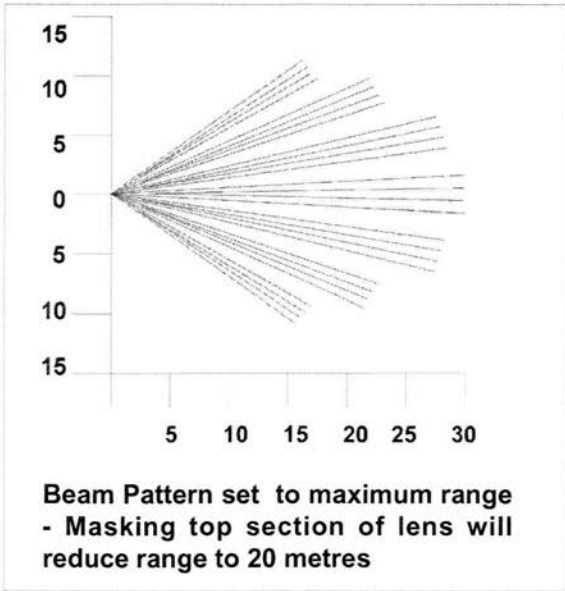 15
10
5
0
5
10
15
5 10 15 20 25 30
Beam Pattern set to maximum range
- Masking top section of lens will
reduce range to 20 metres